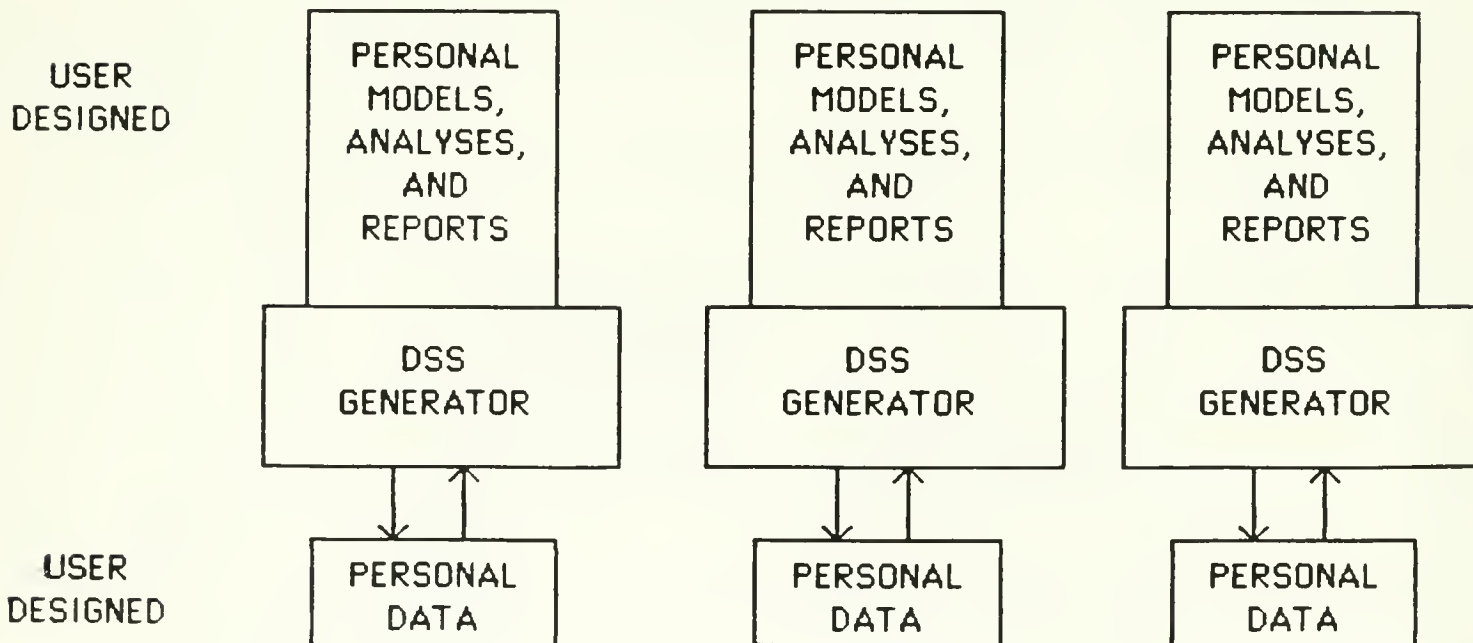 USER
DESIGNED
PERSONAL
MODELS,
ANALYSES,
AND
REPORTS
PERSONAL
MODELS,
ANALYSES,
AND
REPORTS
PERSONAL
MODELS,
ANALYSES,
AND
REPORTS
DSS
GENERATOR
DSS
GENERATOR
DSS
GENERATOR
USER
DESIGNED
PERSONAL
DATA
PERSONAL
DATA
PERSONAL
DATA